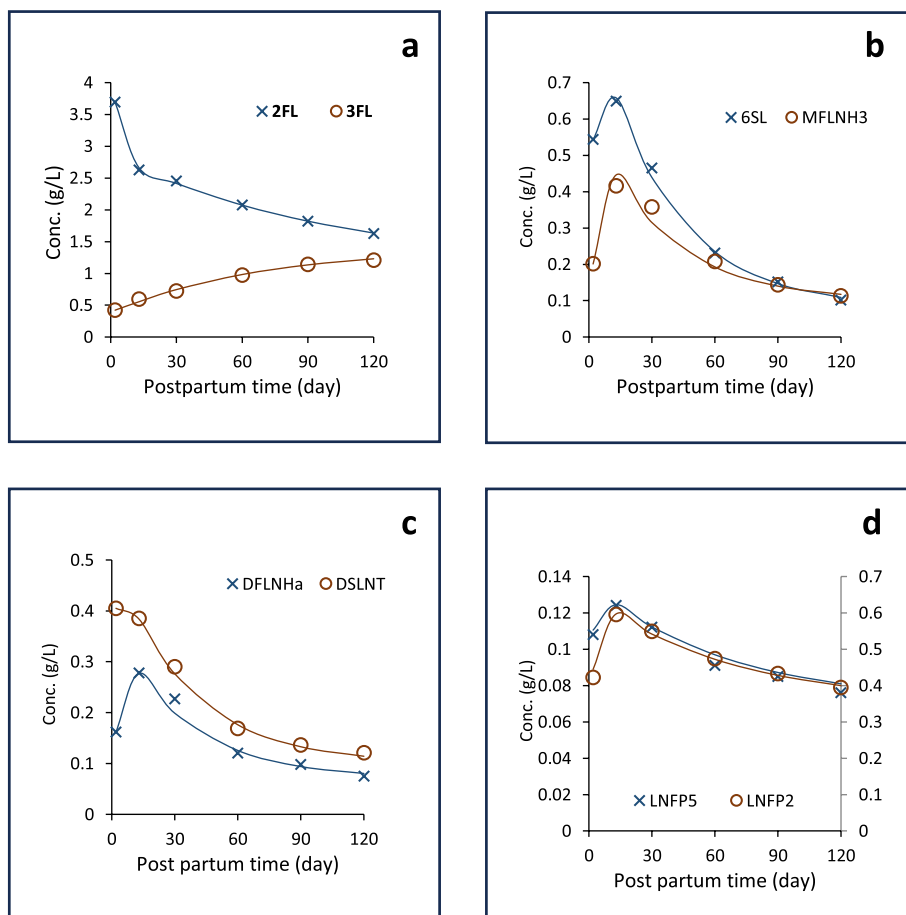 a
4
3.5
3
2.5
2
1.5
1
0.5
0
Conc. (g/L)
2FL 3FL
0 30 60 90 120
Postpartum time (day)
b
0.7
0.6
0.5
0.4
0.3
0.2
0.1
0
Conc. (g/L)
6SL MFLNH3
0 30 60 90 120
Postpartum time (day)
c
0.5
0.4
0.3
0.2
0.1
0
Conc. (g/L)
DFLNHa DSLNT
0 30 60 90 120
Post partum time (day)
d
0.14
0.12
0.1
0.08
0.06
0.04
0.02
0
Conc. (g/L)
0.7
0.6
0.5
0.4
0.3
0.2
0.1
0
LNFP5 LNFP2
0 30 60 90 120
Post partum time (day)